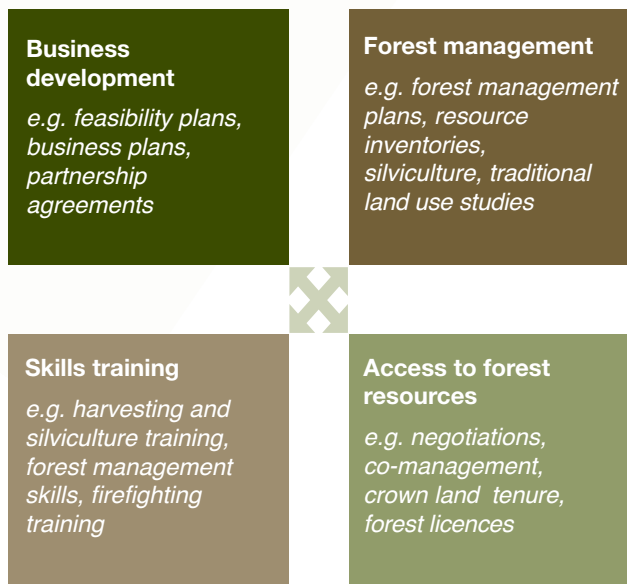 Business
development
e.g. feasibility plans,
business plans,
partnership
agreements
Forest management
e.g. forest management
plans, resource
inventories,
silviculture, traditional
land use studies
Skills training
e.g. harvesting and
silviculture training,
forest management
skills, firefighting
training
Access to forest
resources
e.g. negotiations,
co-management,
crown land tenure,
forest licences